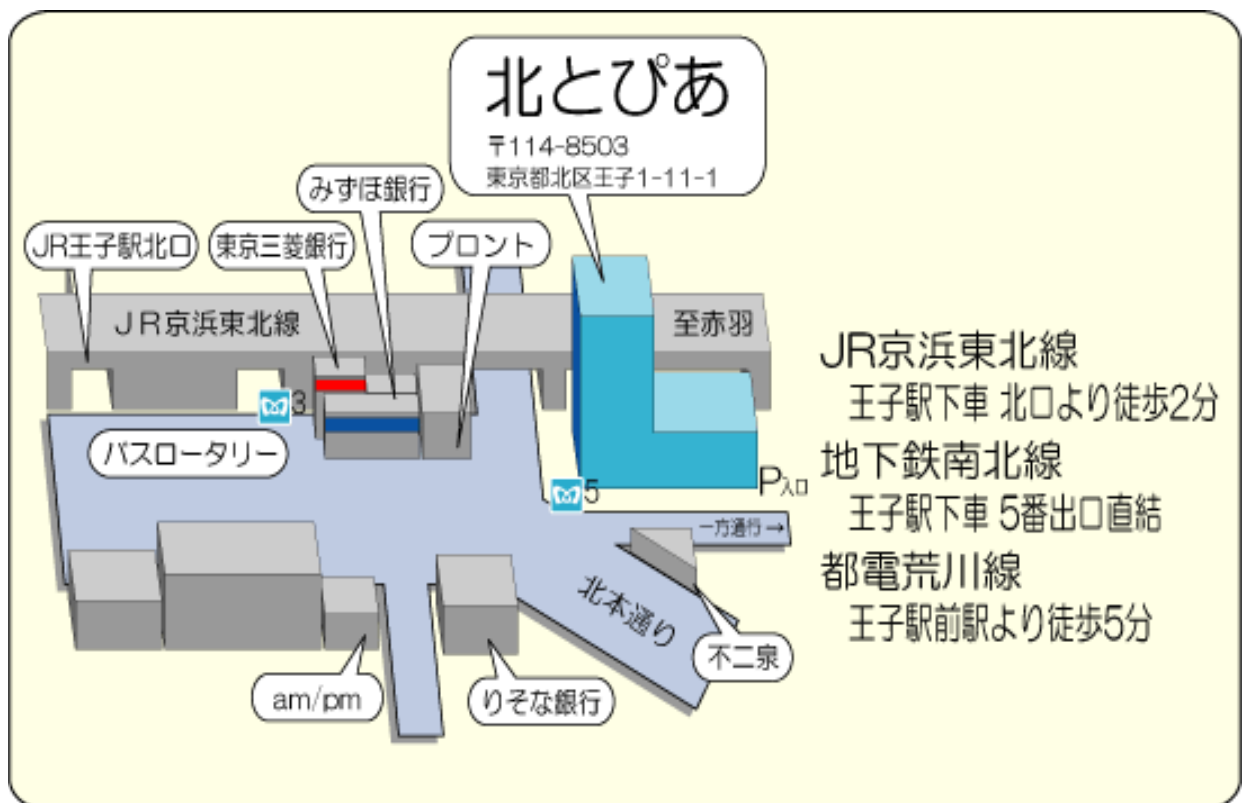 北とぴあ
〒114-8503
東京都北区王子1-11-1
みずほ銀行
JR王子駅北口
東京三菱銀行
プロント
JR京浜東北線
至赤羽
3
バスロータリー
5
P入口
一方通行→
北本通り
不二泉
am/pm
りそな銀行
JR京浜東北線
王子駅下車 北口より徒歩2分
地下鉄南北線
王子駅下車 5番出口直結
都電荒川線
王子駅前駅より徒歩5分